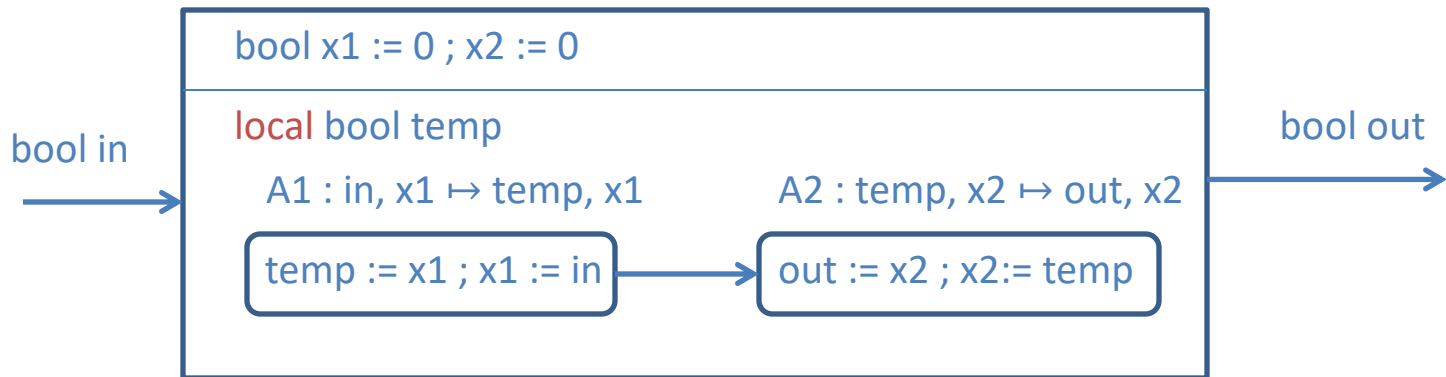 bool x1 := 0 ; x2 := 0
local bool temp
bool in
bool out
A1 : in, x1 ↦ temp, x1
A2 : temp, x2 ↦ out, x2
temp := x1 ; x1 := in
out := x2 ; x2:= temp